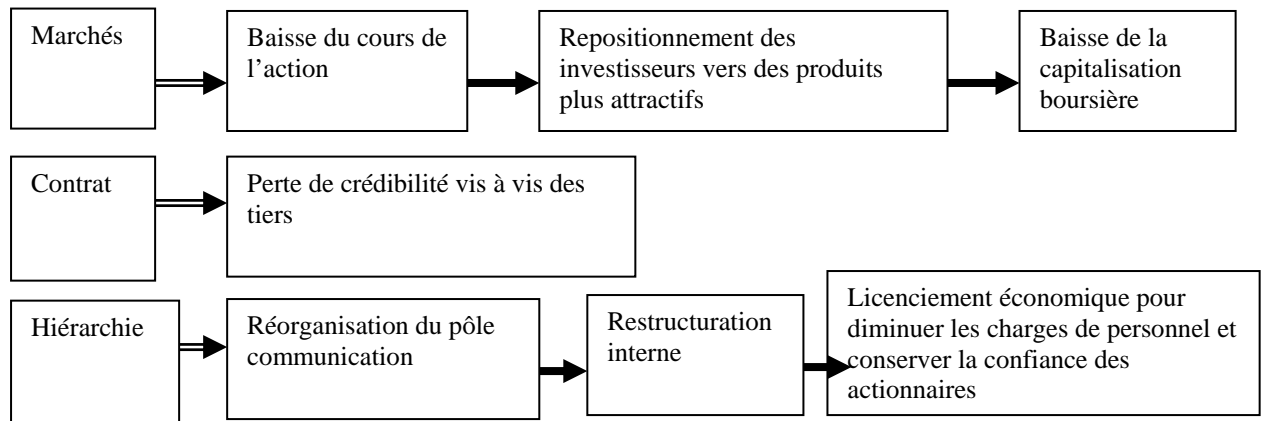 Marchés
Baisse du cours de
l’action
Repositionnement des
investisseurs vers des produits
plus attractifs
Baisse de la
capitalisation
boursière
Contrat
Perte de crédibilité vis à vis des
tiers
Hiérarchie
Réorganisation du pôle
communication
Restructuration
interne
Licenciement économique pour
diminuer les charges de personnel et
conserver la confiance des
actionnaires